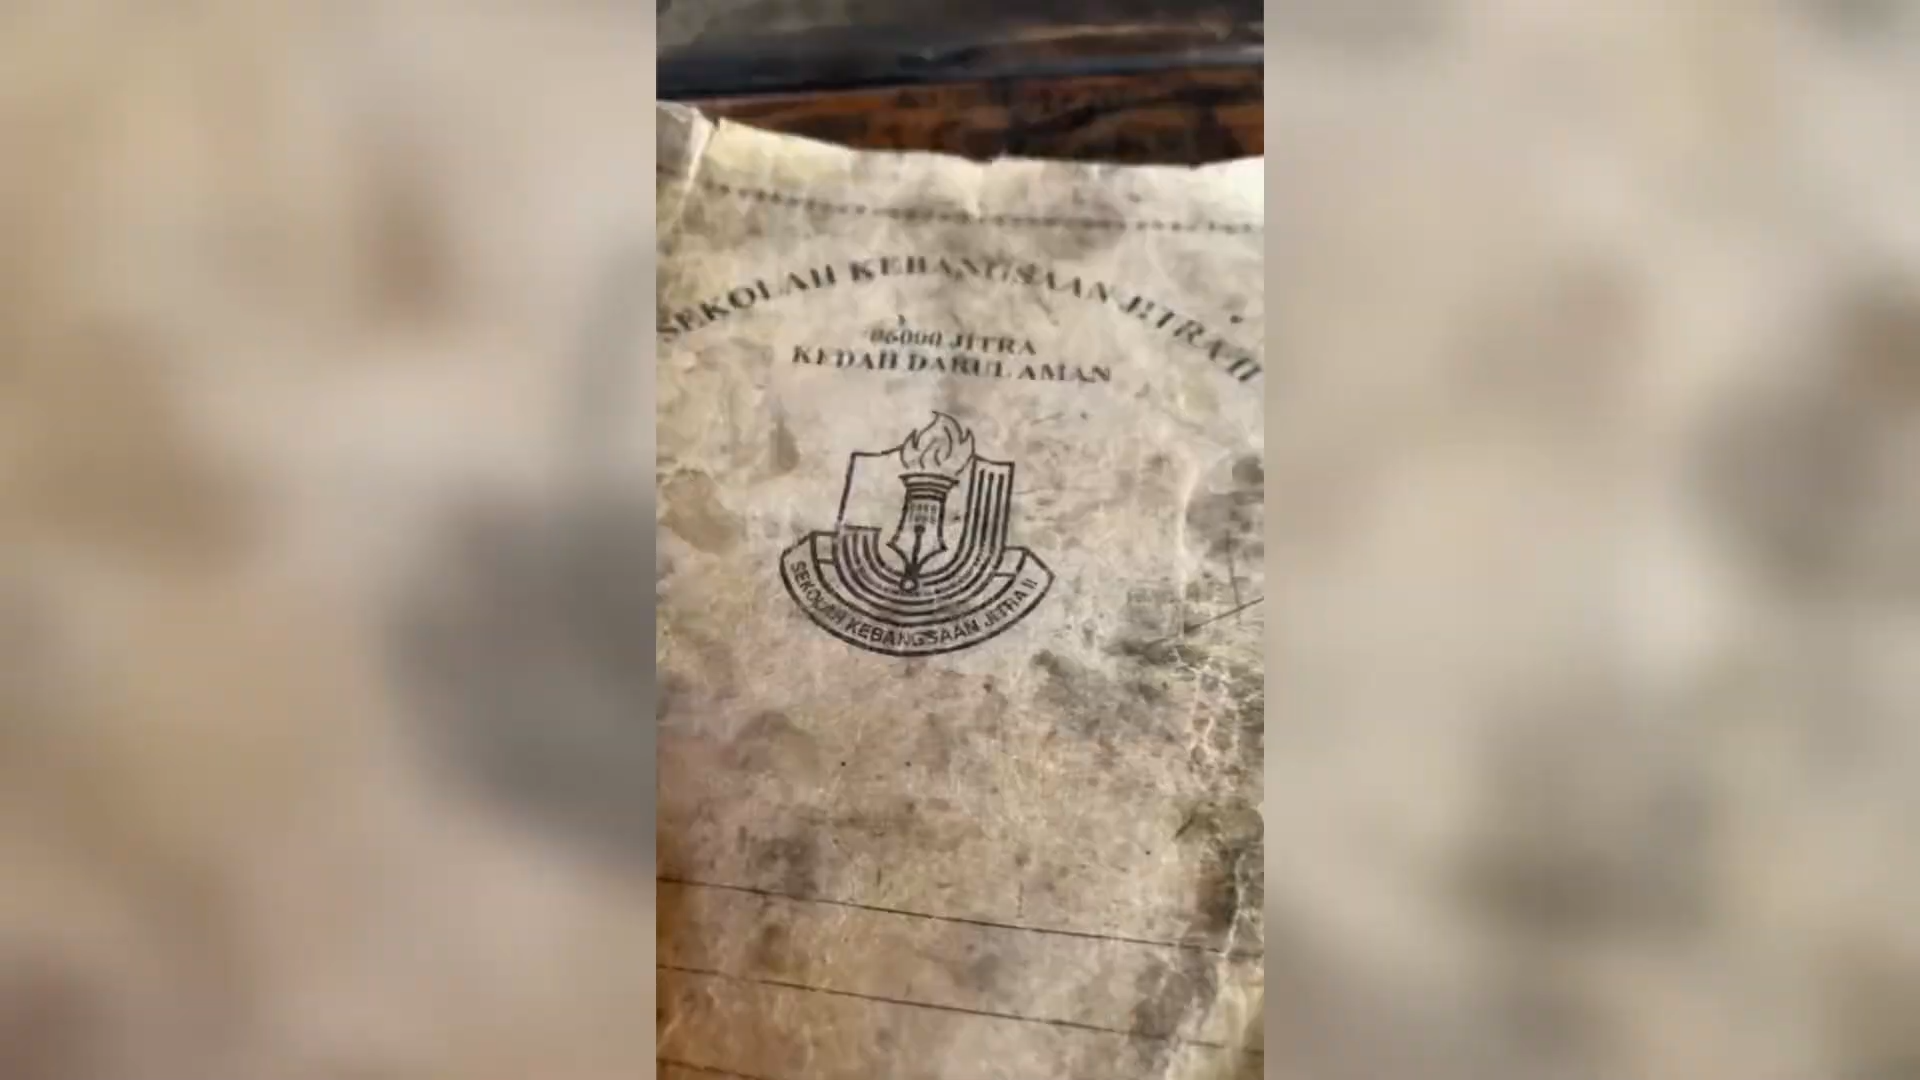 SEKOLAH KEBANGSAAN JITRA II
06000 JITRA
KEDAH DARUL AMAN
SEKOLAH KEBANGSAAN JITRA II